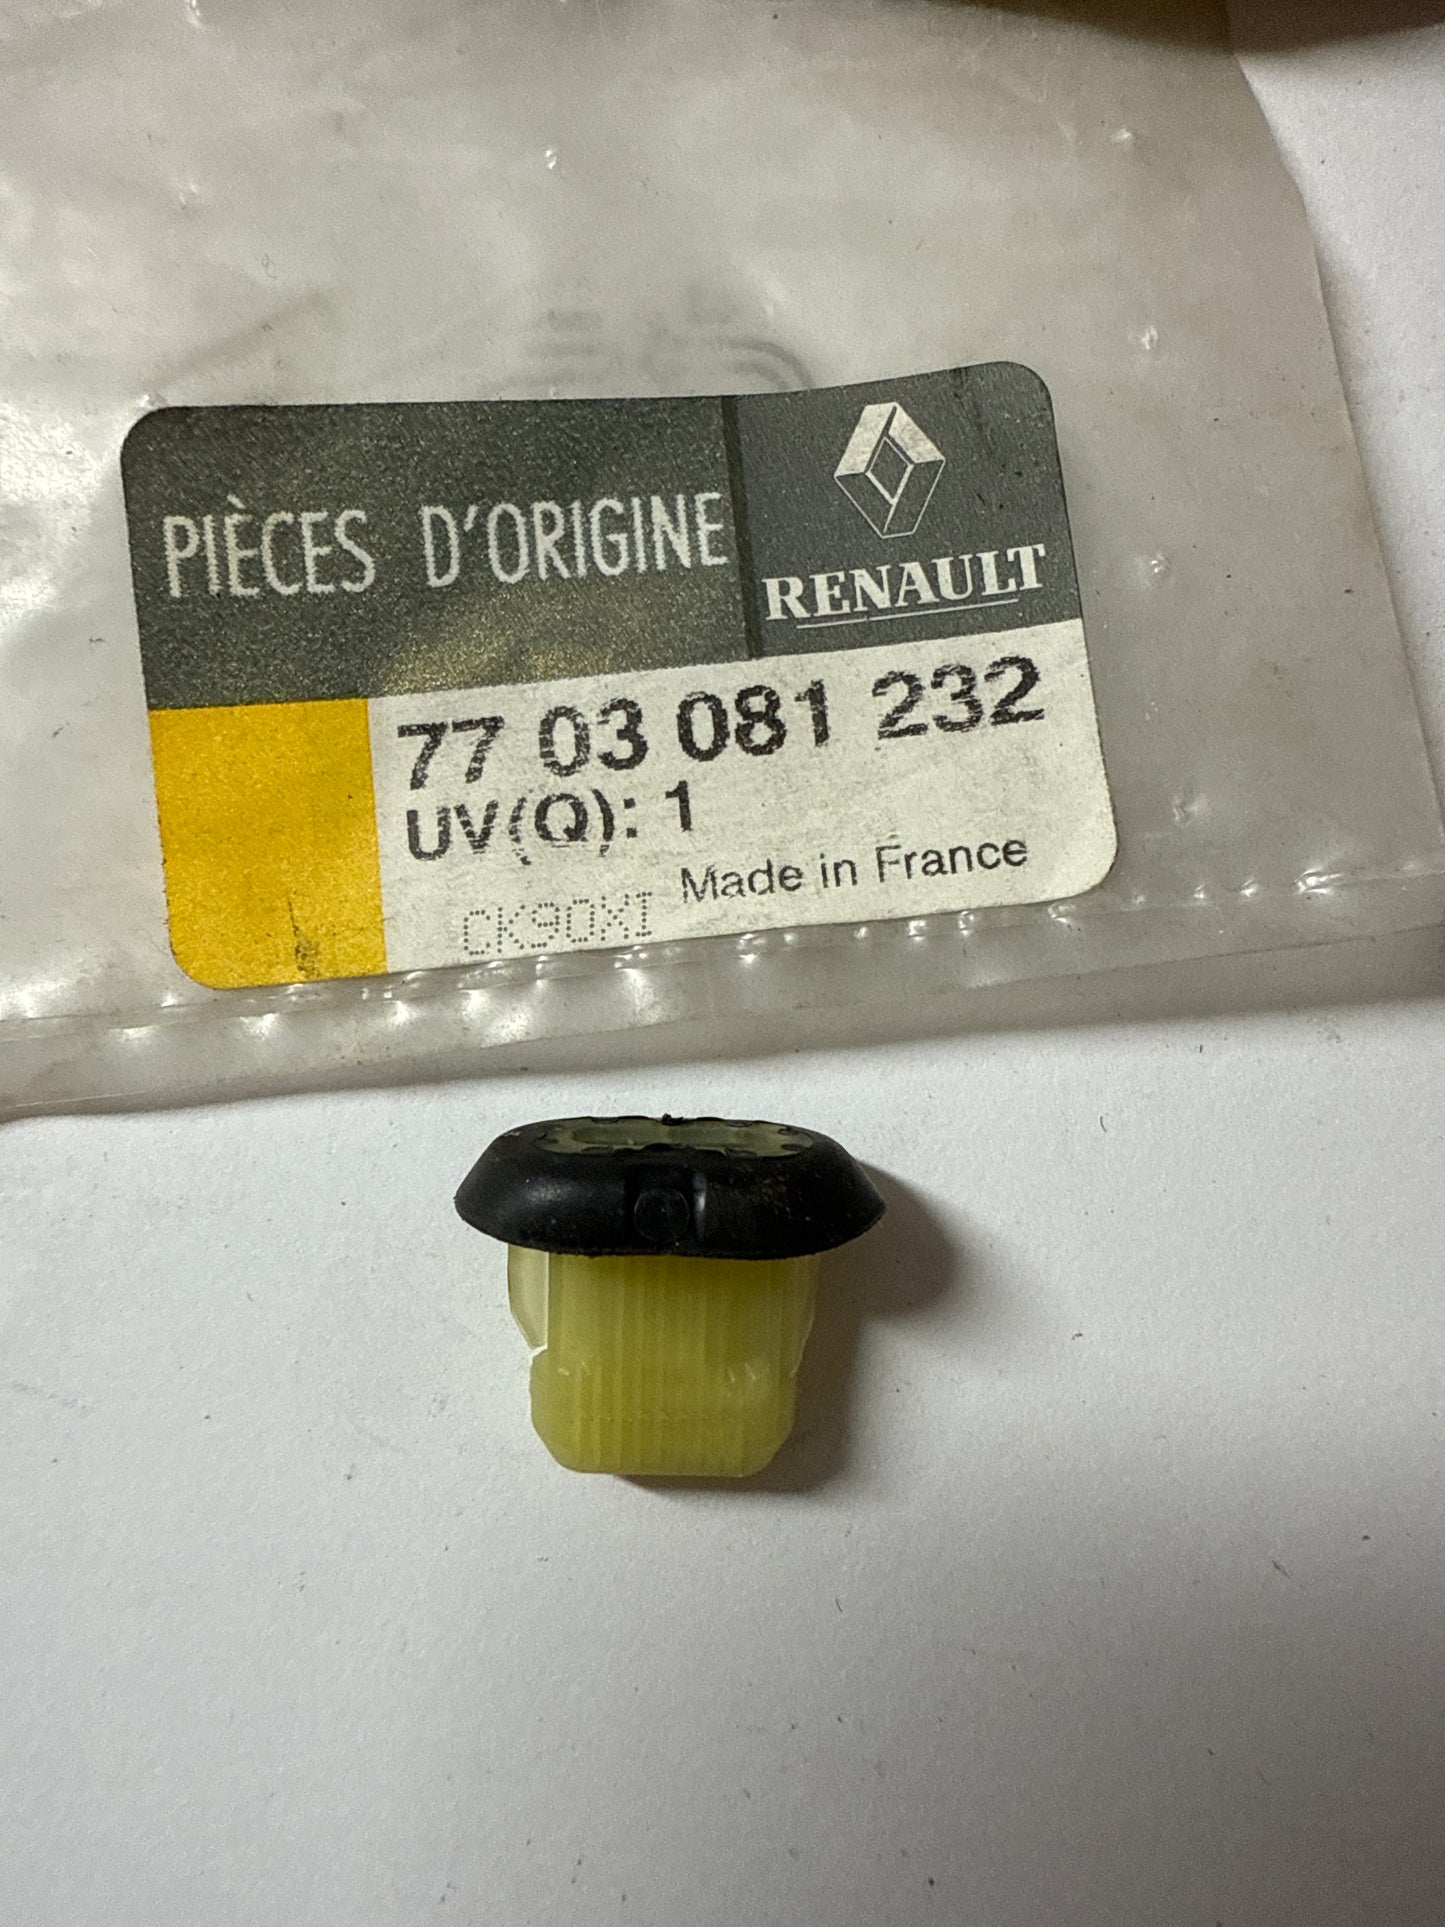 PIÈCES D'ORIGINE
RENAULT
77 03 081 232
UV(Q): 1
Made in France
CK90XI